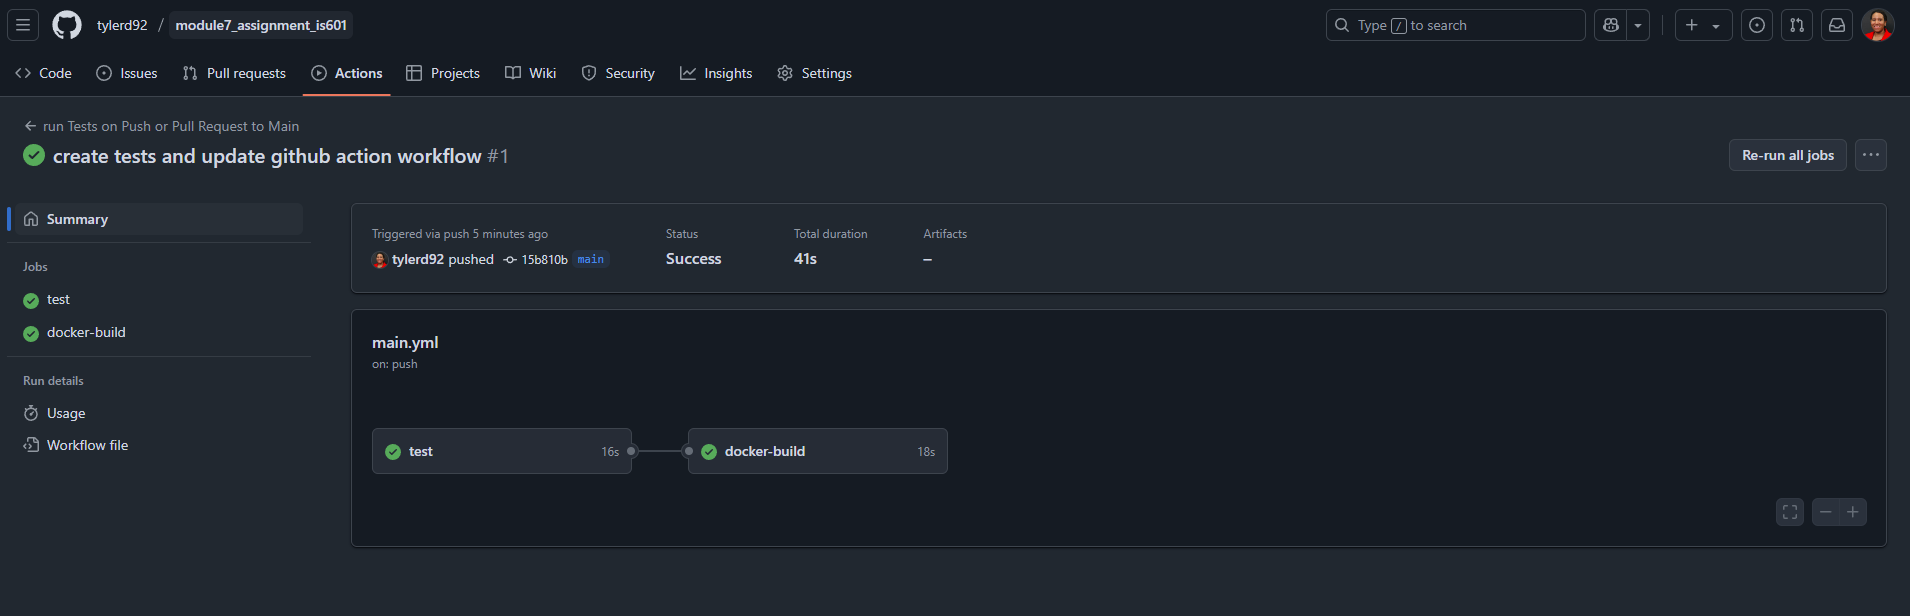 tylerd92 / module7_assignment_is601
Type / to search
Code Issues Pull requests Actions Projects Wiki Security Insights Settings
run Tests on Push or Pull Request to Main
create tests and update github action workflow #1
Re-run all jobs
Summary
Jobs
test
docker-build
Run details
Usage
Workflow file
Triggered via push 5 minutes ago
tylerd92 pushed 15b810b main
Status
Success
Total duration
41s
Artifacts
–
main.yml
on: push
test 16s
docker-build 18s